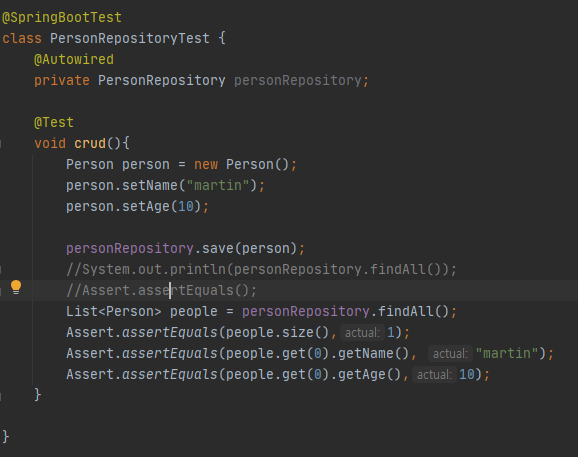 @SpringBootTest
class PersonRepositoryTest {
@Autowired
private PersonRepository personRepository;
@Test
void crud(){
Person person = new Person();
person.setName("martin");
person.setAge(10);
personRepository.save(person);
//System.out.println(personRepository.findAll());
//Assert.assertEquals();
List<Person> people = personRepository.findAll();
Assert.assertEquals(people.size(), actual: 1);
Assert.assertEquals(people.get(0).getName(), actual: "martin");
Assert.assertEquals(people.get(0).getAge(), actual: 10);
}
}